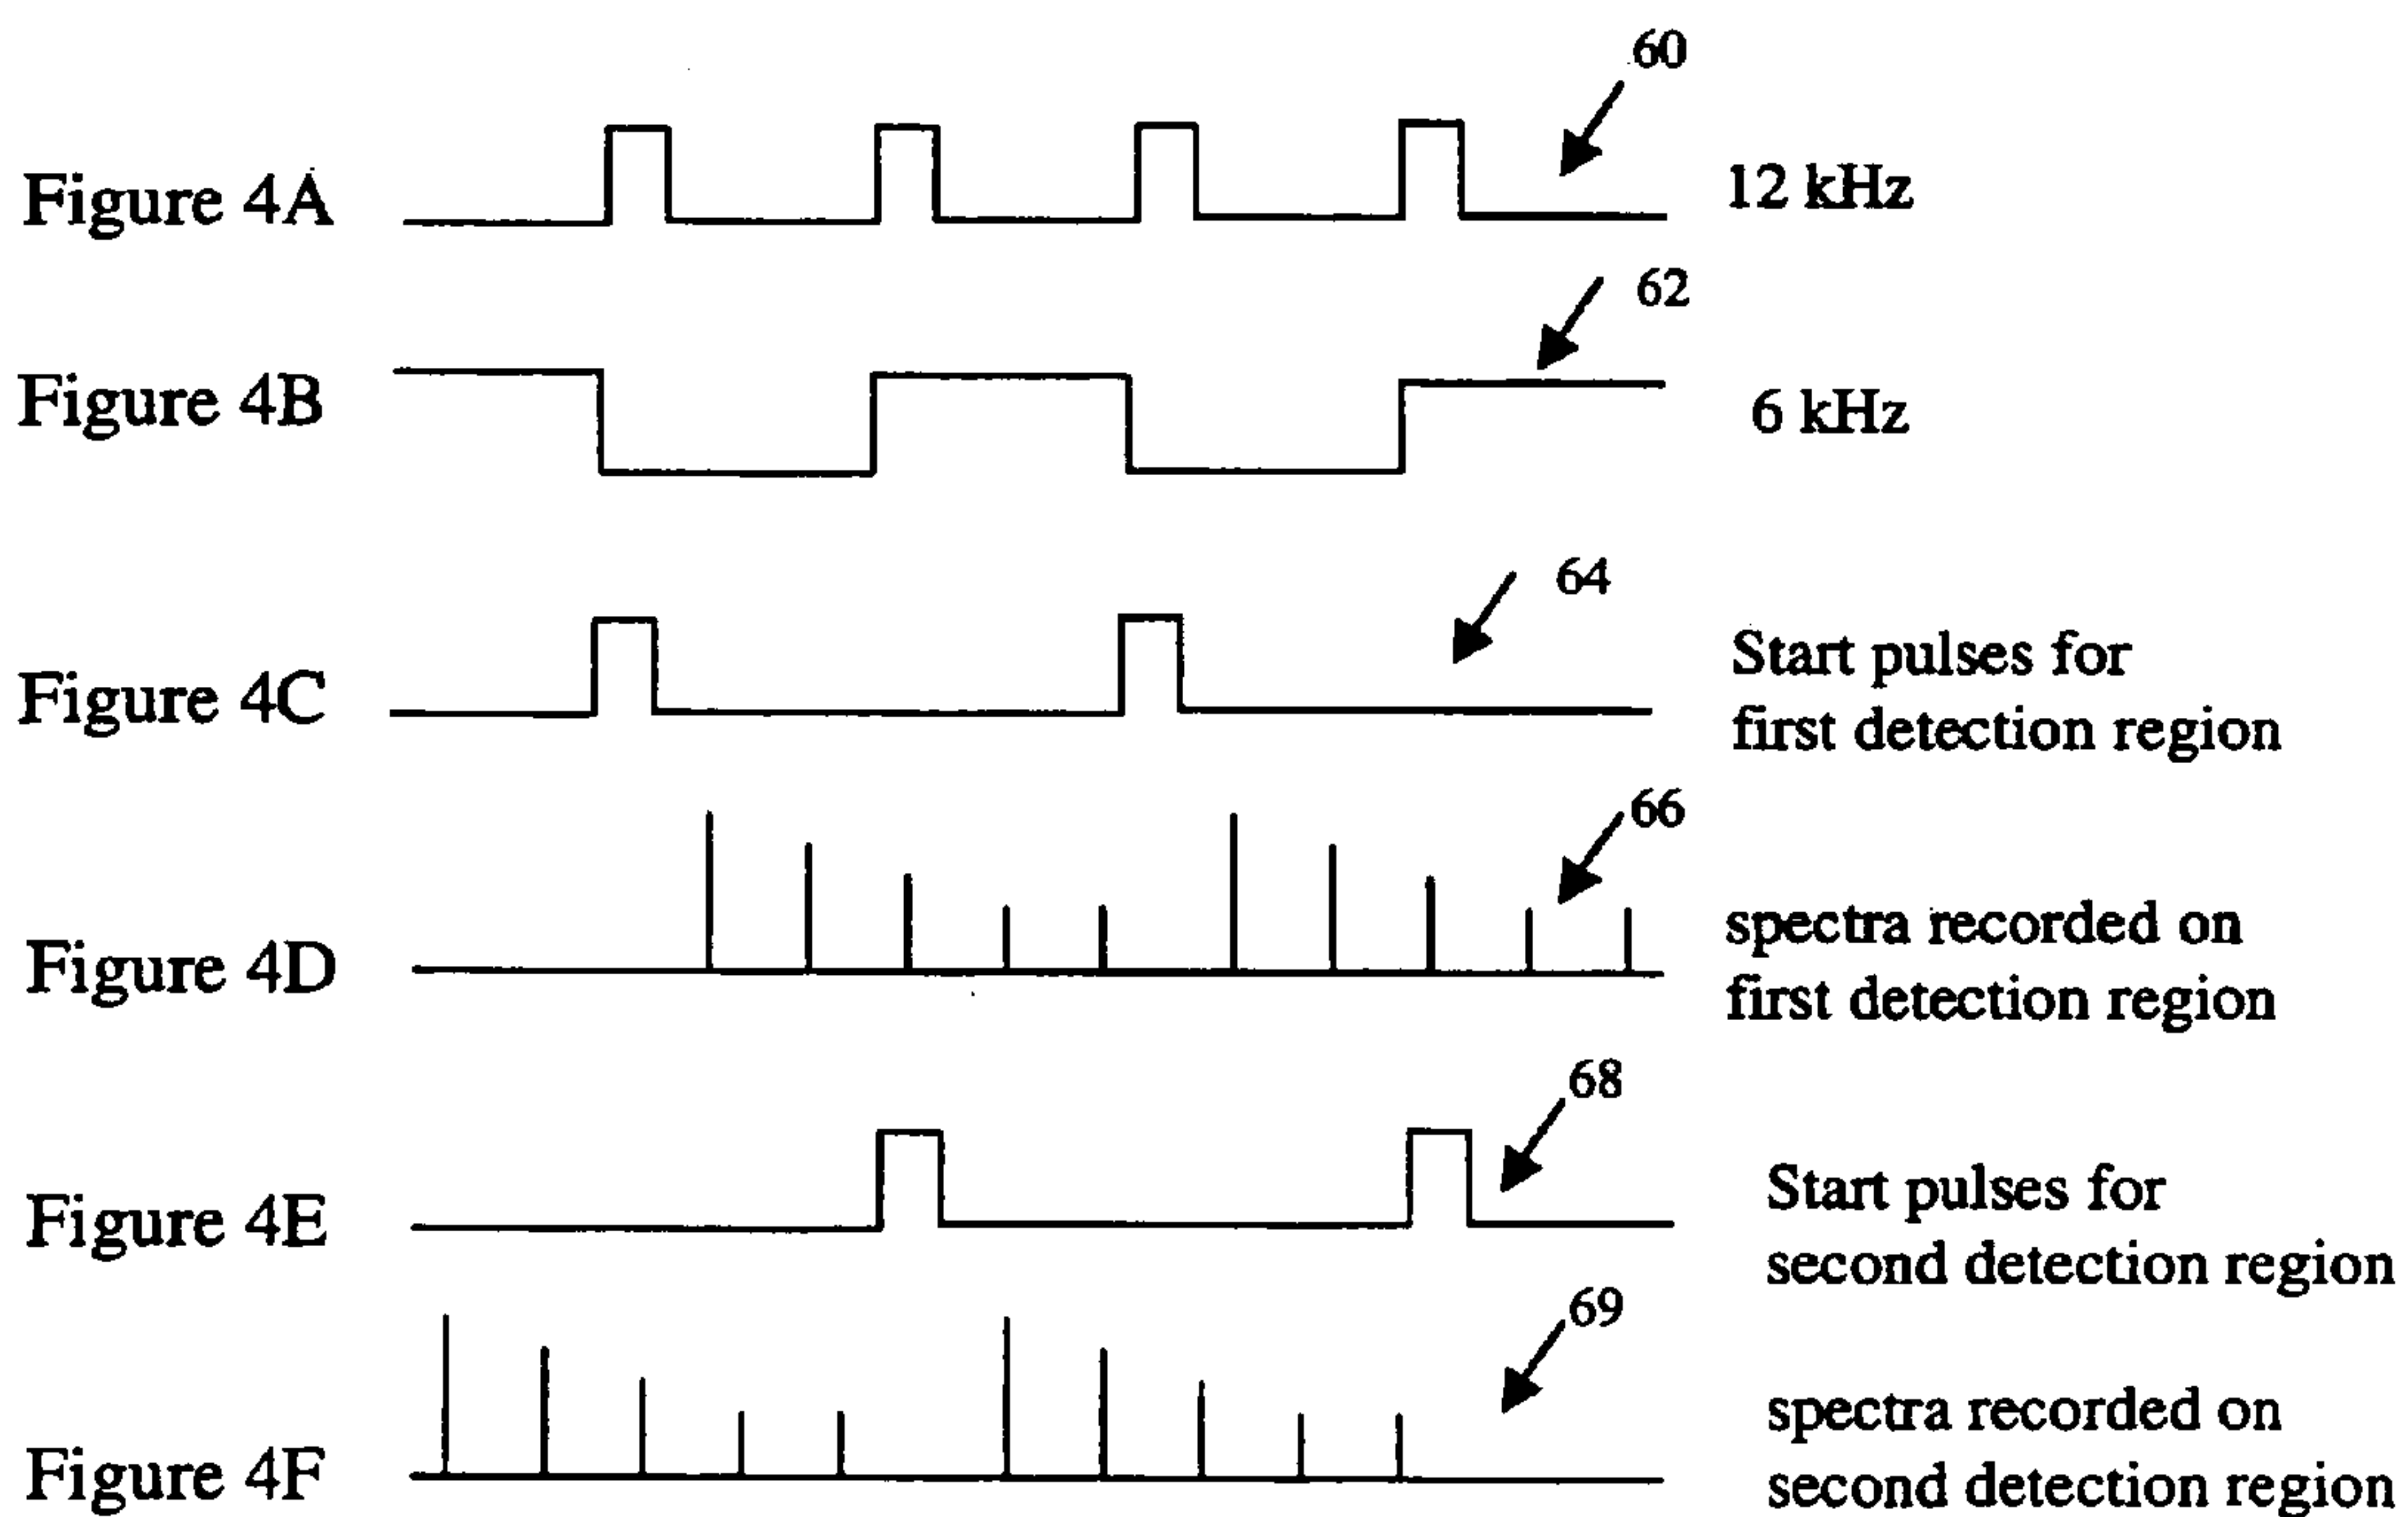 60
Figure 4A
12 kHz
62
Figure 4B
6 kHz
64
Figure 4C
Start pulses for
first detection region
66
Figure 4D
spectra recorded on
first detection region
68
Figure 4E
Start pulses for
second detection region
69
Figure 4F
spectra recorded on
second detection region